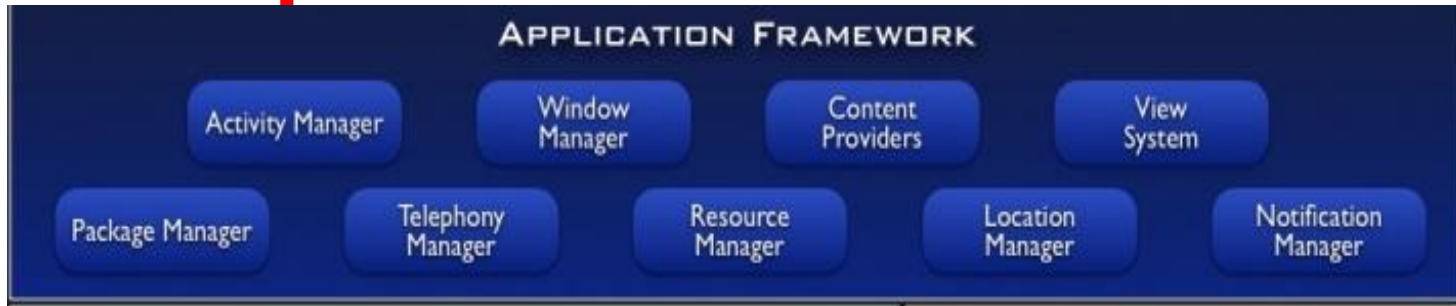 APPLICATION FRAMEWORK
Activity Manager
Window
Manager
Content
Providers
View
System
Package Manager
Telephony
Manager
Resource
Manager
Location
Manager
Notification
Manager